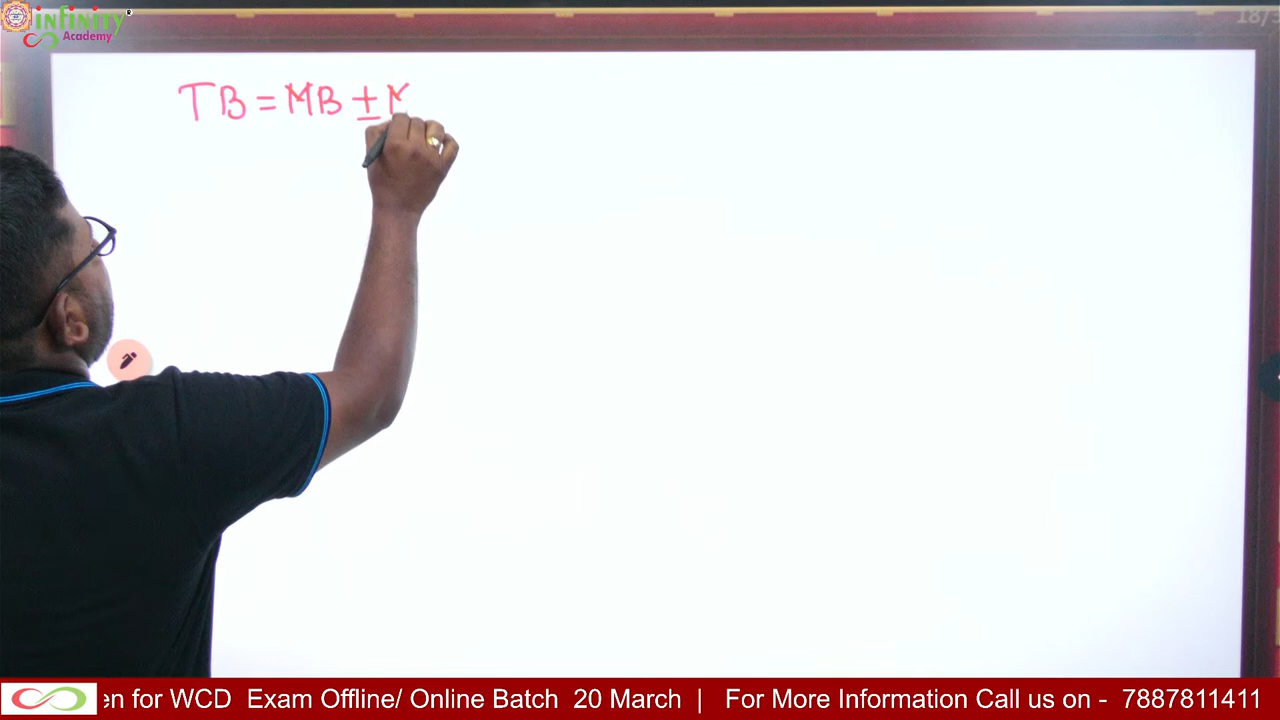 infinity
Academy
18/
TB = MB ± M
en for WCD Exam Offline/ Online Batch 20 March | For More Information Call us on - 7887811411